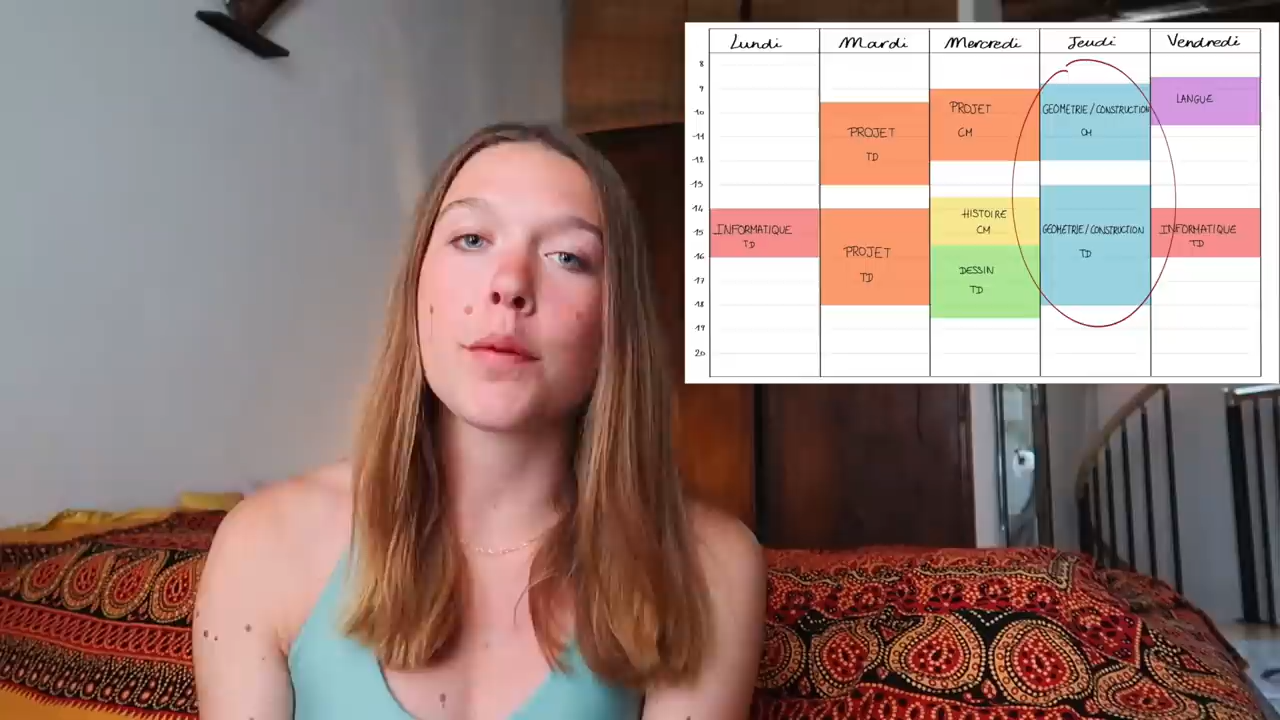 Lundi Mardi Mercredi Jeudi Vendredi
8
9
10
11
12
13
14
15
16
17
18
19
20
INFORMATIQUE
TD
PROJET
TD
PROJET
TD
PROJET
CM
HISTOIRE
CM
DESSIN
TD
GEOMETRIE/CONSTRUCTION
CM
GEOMETRIE/CONSTRUCTION
TD
LANGUE
INFORMATIQUE
TD